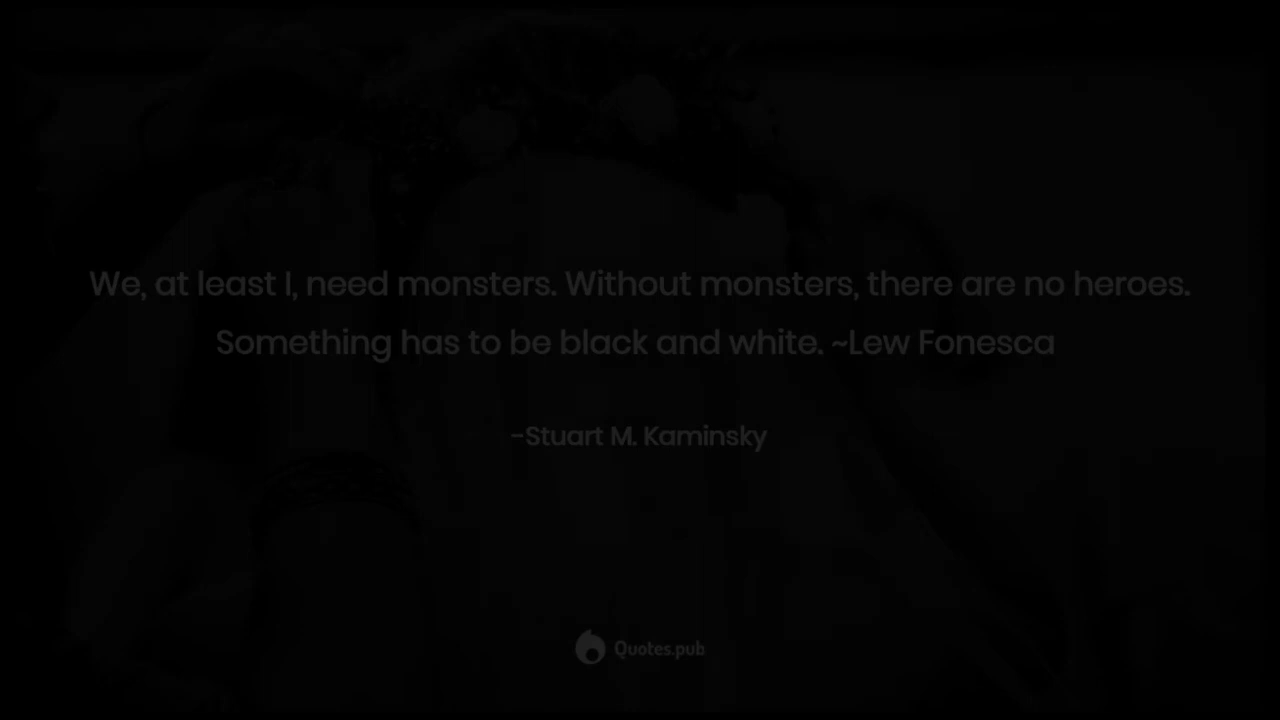 We, at least I, need monsters. Without monsters, there are no heroes.
Something has to be black and white. ~Lew Fonesca
-Stuart M. Kaminsky
Quotes.pub